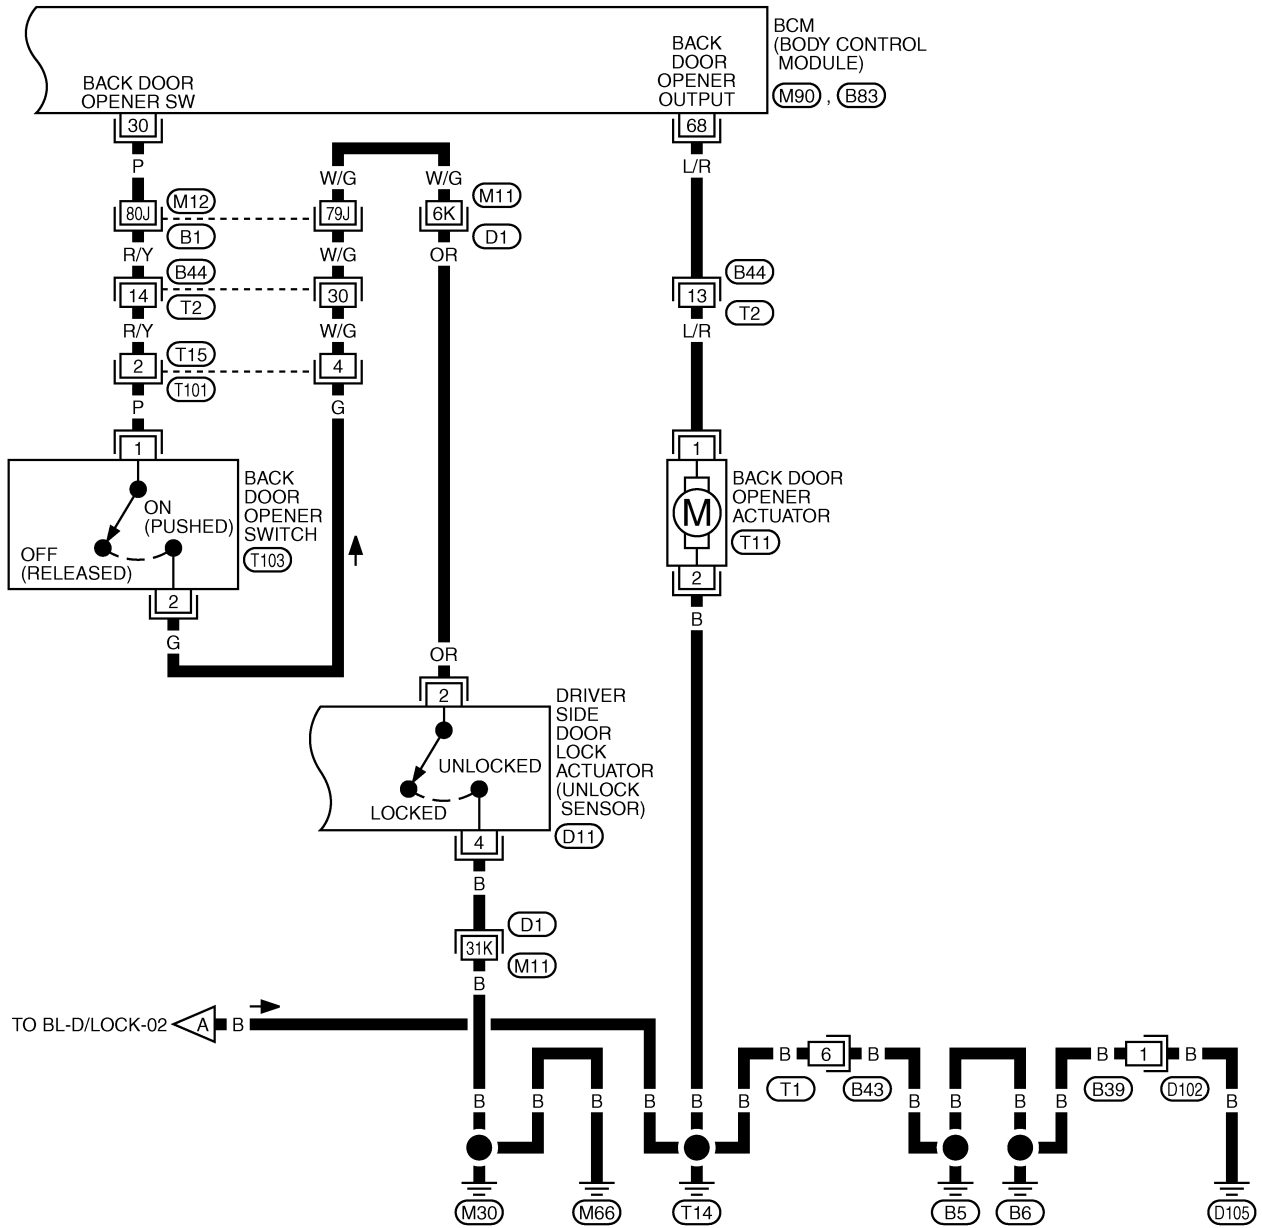 BCM
(BODY CONTROL
MODULE)
M90 , B83
BACK DOOR
OPENER SW
BACK
DOOR
OPENER
OUTPUT
30
68
P
W/G
W/G
L/R
80J
M12
B1
79J
6K
M11
D1
R/Y
W/G
OR
14
B44
T2
30
13
B44
T2
R/Y
W/G
L/R
2
T15
T101
4
P
G
1
ON
(PUSHED)
OFF
(RELEASED)
BACK
DOOR
OPENER
SWITCH
T103
2
G
1
M
BACK DOOR
OPENER
ACTUATOR
T11
2
B
OR
2
UNLOCKED
LOCKED
DRIVER
SIDE
DOOR
LOCK
ACTUATOR
(UNLOCK
SENSOR)
D11
4
B
D1
31K
M11
B
TO BL-D/LOCK-02
A
B
B
6
B
B
1
B
T1
B43
B39
D102
B
B
B
B
B
B
B
B
B
B
B
M30
M66
T14
B5
B6
D105